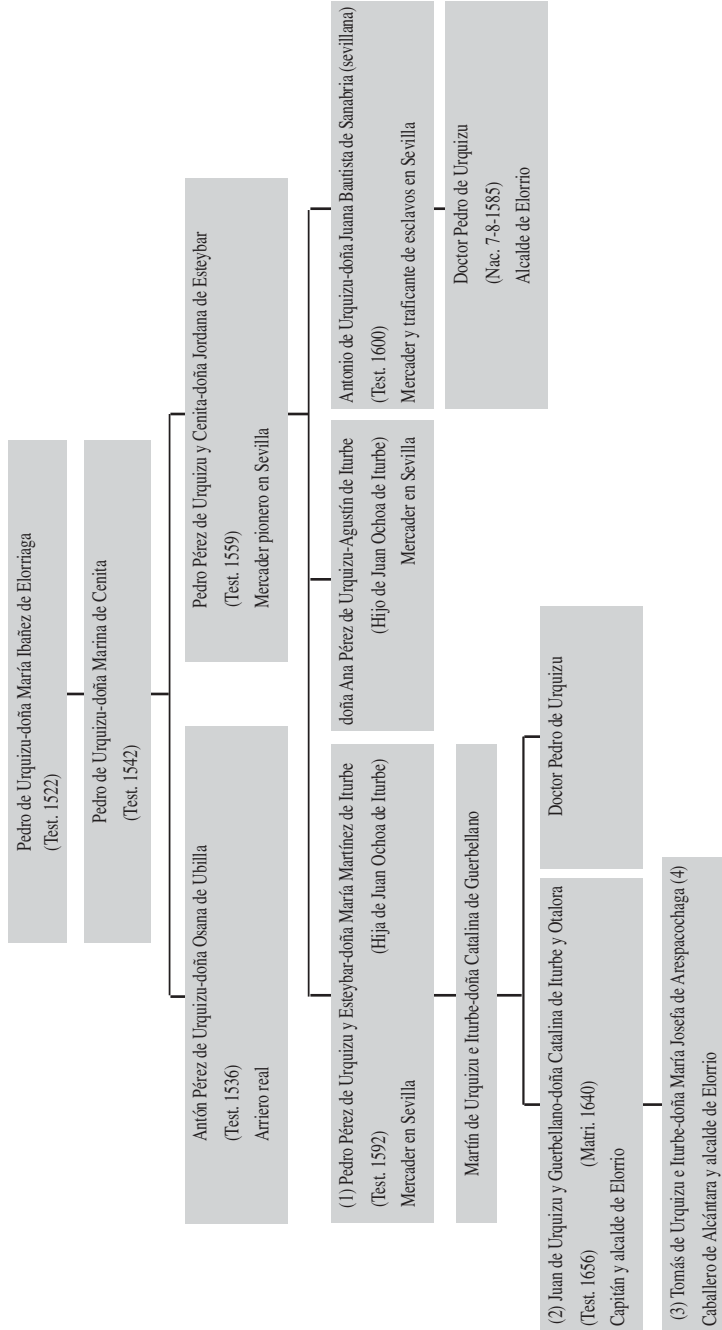 Pedro de Urquizu-doña María Ibañez de Elorriaga
(Test. 1522)
Pedro de Urquizu-doña Marina de Cenita
(Test. 1542)
Antón Pérez de Urquizu-doña Osana de Ubilla
(Test. 1536)
Arriero real
Pedro Pérez de Urquizu y Cenita-doña Jordana de Esteybar
(Test. 1559)
Mercader pionero en Sevilla
(1) Pedro Pérez de Urquizu y Esteybar-doña María Martínez de Iturbe
(Test. 1592) (Hija de Juan Ochoa de Iturbe)
Mercader en Sevilla
doña Ana Pérez de Urquizu-Agustín de Iturbe
(Hijo de Juan Ochoa de Iturbe)
Mercader en Sevilla
Antonio de Urquizu-doña Juana Bautista de Sanabria (sevillana)
(Test. 1600)
Mercader y traficante de esclavos en Sevilla
Martín de Urquizu e Iturbe-doña Catalina de Guerbellano
Doctor Pedro de Urquizu
(Nac. 7-8-1585)
Alcalde de Elorrio
(2) Juan de Urquizu y Guerbellano-doña Catalina de Iturbe y Otalora
(Test. 1656) (Matri. 1640)
Capitán y alcalde de Elorrio
Doctor Pedro de Urquizu
(3) Tomás de Urquizu e Iturbe-doña María Josefa de Arespacochaga (4)
Caballero de Alcántara y alcalde de Elorrio